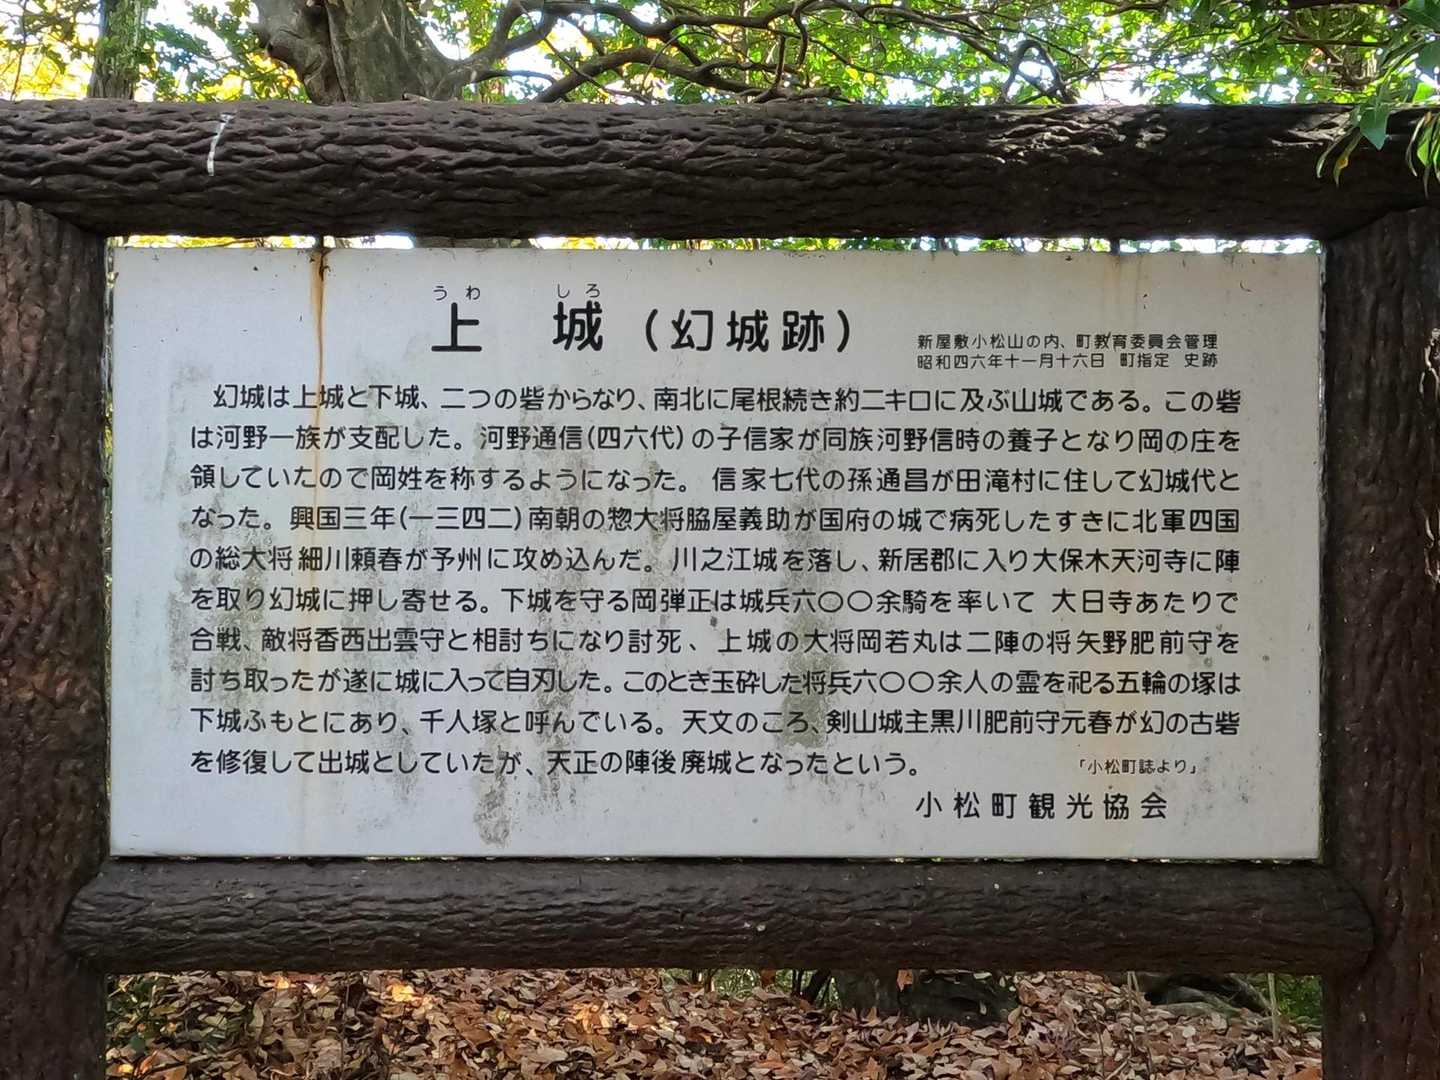 うわ しろ
上 城 (幻城跡)
新屋敷小松山の内、町教育委員会管理
昭和四六年十一月十六日 町指定 史跡
幻城は上城と下城、二つの砦からなり、南北に尾根続き約二キロに及ぶ山城である。この砦
は河野一族が支配した。河野通信(四六代)の子信家が同族河野信時の養子となり岡の庄を
領していたので岡姓を称するようになった。信家七代の孫通昌が田滝村に住して幻城代と
なった。興国三年(一三四二)南朝の惣大将脇屋義助が国府の城で病死したすきに北軍四国
の総大将細川頼春が予州に攻め込んだ。川之江城を落し、新居郡に入り大保木天河寺に陣
を取り幻城に押し寄せる。下城を守る岡弾正は城兵六〇〇余騎を率いて 大日寺あたりで
合戦、敵将香西出雲守と相討ちになり討死、上城の大将岡若丸は二陣の将矢野肥前守を
討ち取ったが遂に城に入って自刃した。このとき玉砕した将兵六〇〇余人の霊を祀る五輪の塚は
下城ふもとにあり、千人塚と呼んでいる。天文のころ、剣山城主黒川肥前守元春が幻の古砦
を修復して出城としていたが、天正の陣後廃城となったという。 「小松町誌より」
小松町観光協会